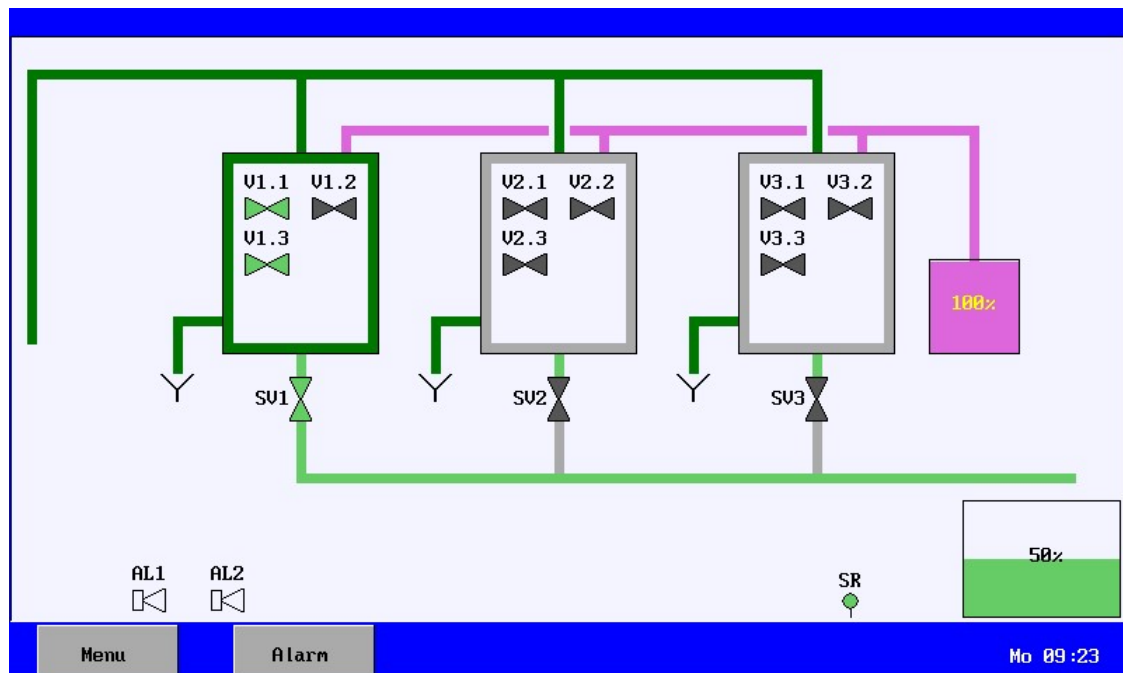 V1.1 V1.2 V2.1 V2.2 V3.1 V3.2
V1.3 V2.3 V3.3
100%
SV1 SV2 SV3
50%
AL1 AL2 SR
Menu Alarm Mo 09:23